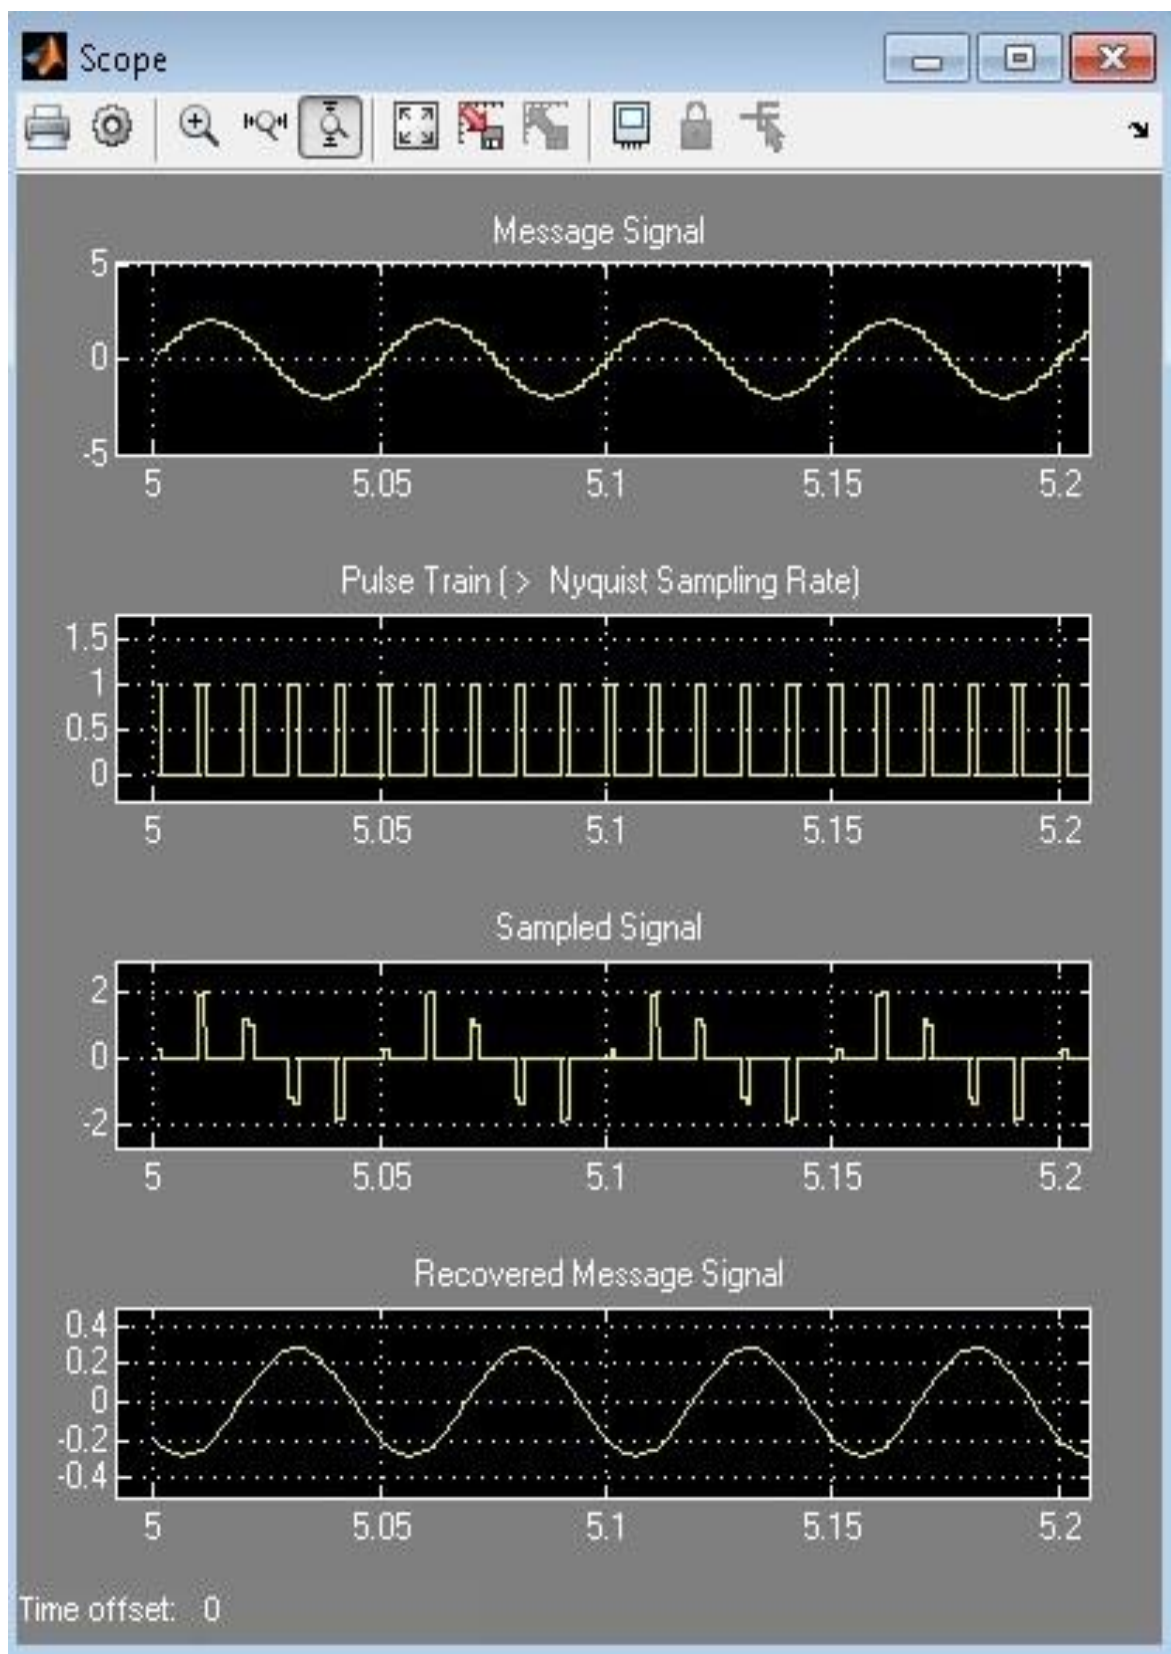 Scope
Message Signal
5
0
-5
5 5.05 5.1 5.15 5.2
Pulse Train ( > Nyquist Sampling Rate)
1.5
1
0.5
0
5 5.05 5.1 5.15 5.2
Sampled Signal
2
0
-2
5 5.05 5.1 5.15 5.2
Recovered Message Signal
0.4
0.2
0
-0.2
-0.4
5 5.05 5.1 5.15 5.2
Time offset: 0